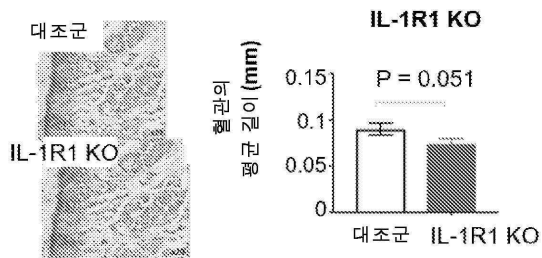 대조군
IL-1R1 KO
IL-1R1 KO
혈관의
평균 길이(mm)
0.15
0.1
0.05
0
P = 0.051
대조군
IL-1R1 KO